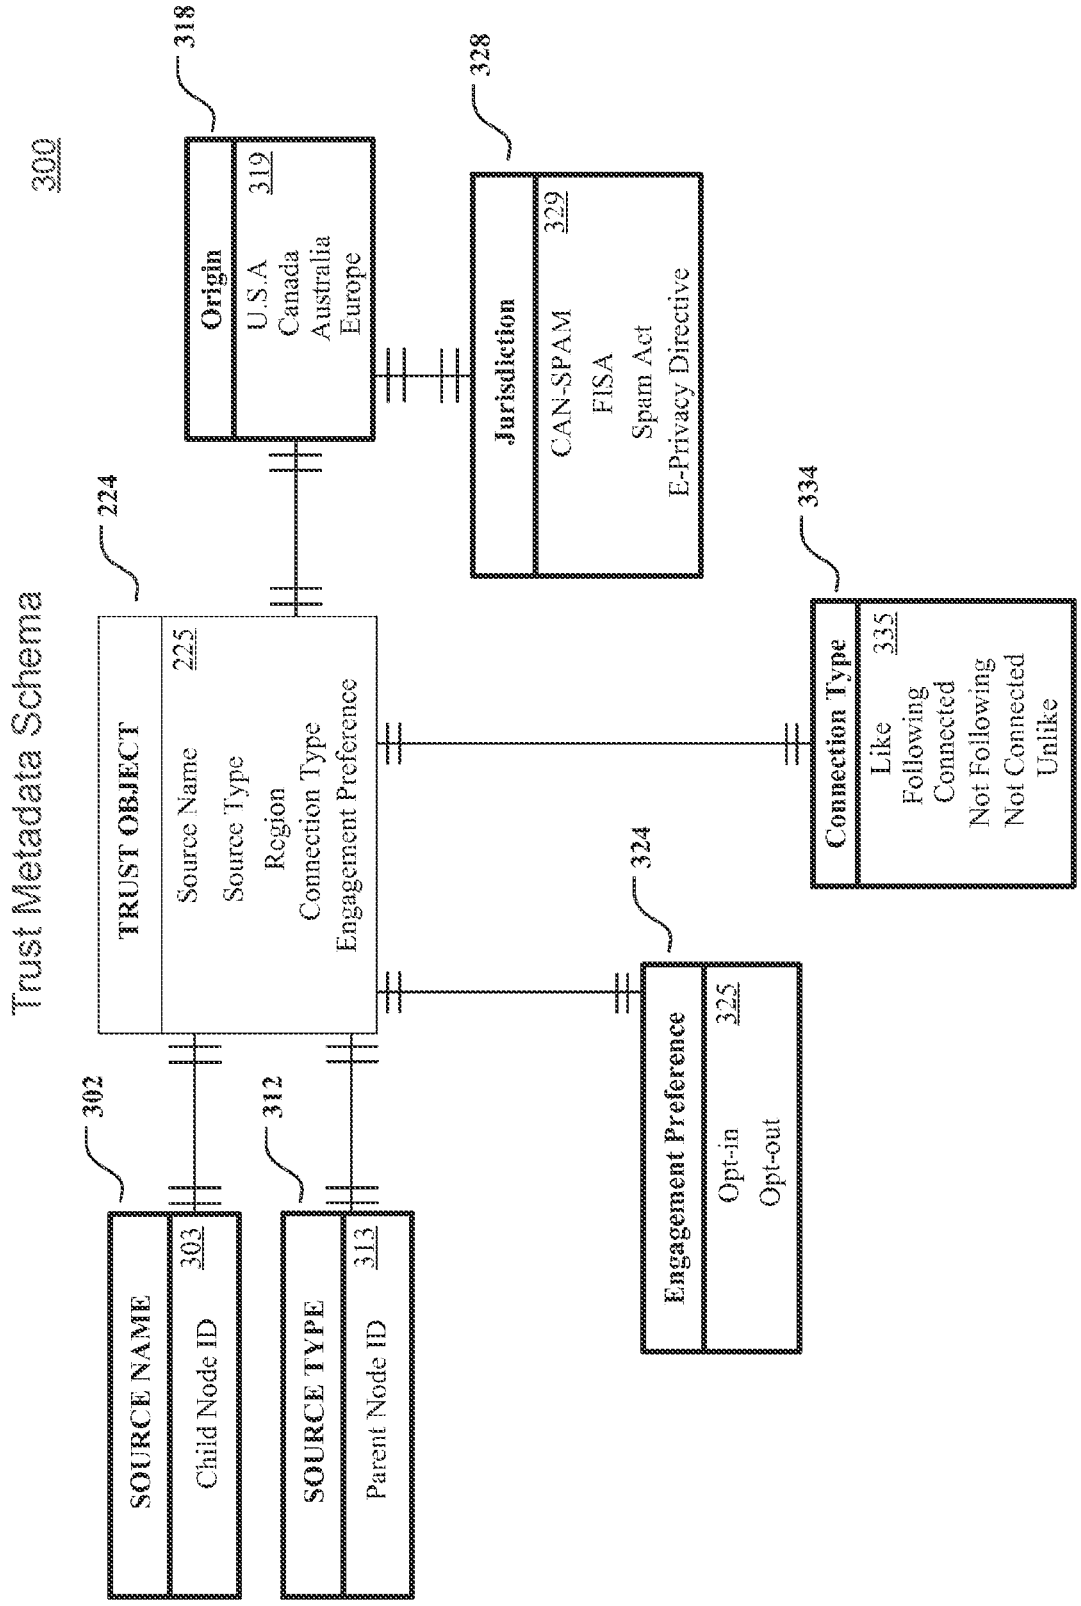 Trust Metadata Schema
300
302
SOURCE NAME
303
Child Node ID
312
SOURCE TYPE
313
Parent Node ID
224
TRUST OBJECT
225
Source Name
Source Type
Region
Connection Type
Engagement Preference
318
Origin
319
U.S.A
Canada
Australia
Europe
328
Jurisdiction
329
CAN-SPAM
FISA
Spam Act
E-Privacy Directive
324
Engagement Preference
325
Opt-in
Opt-out
334
Connection Type
335
Like
Following
Connected
Not Following
Not Connected
Unlike